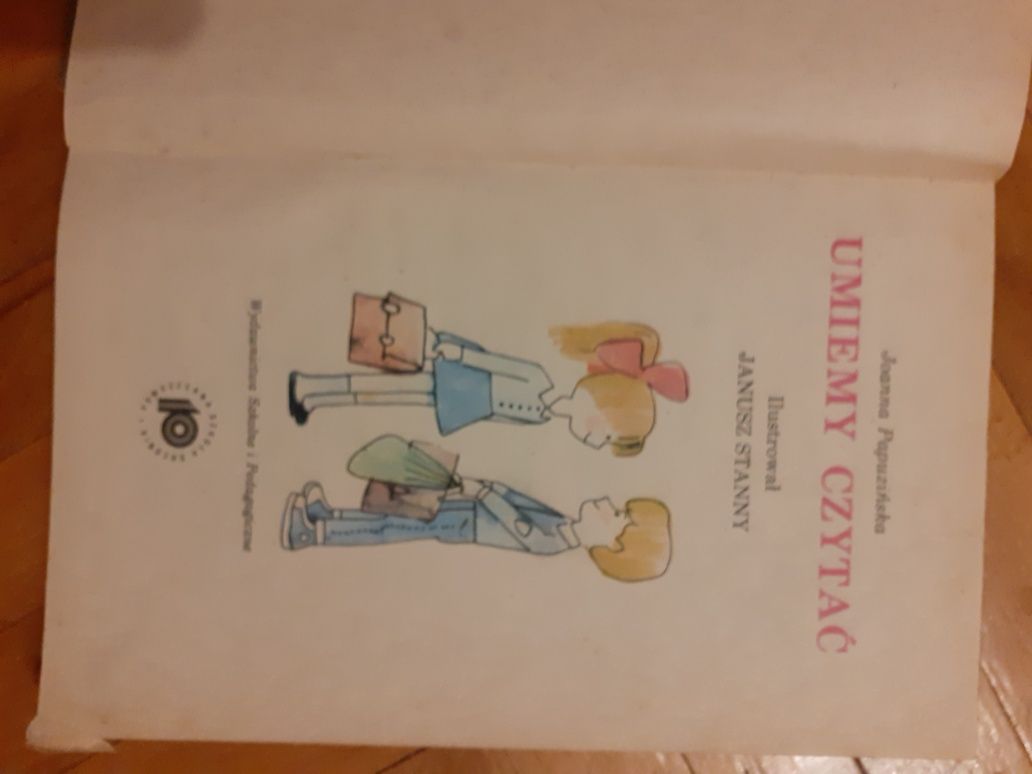 Joanna Papuzińska
UMIEMY CZYTAĆ
Ilustrował
JANUSZ STANNY
Wydawnictwa Szkolne i Pedagogiczne